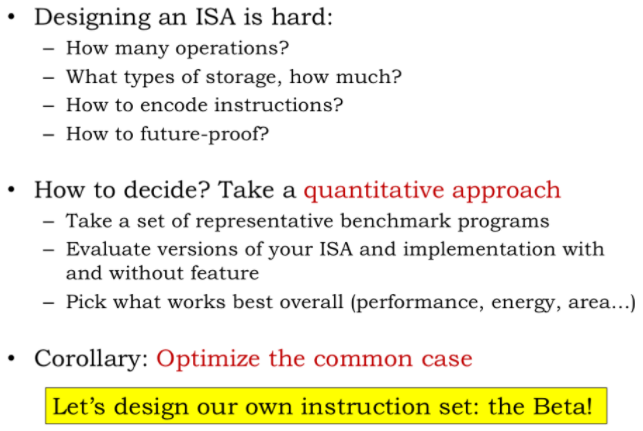 • Designing an ISA is hard:
– How many operations?
– What types of storage, how much?
– How to encode instructions?
– How to future-proof?
• How to decide? Take a quantitative approach
– Take a set of representative benchmark programs
– Evaluate versions of your ISA and implementation with
and without feature
– Pick what works best overall (performance, energy, area...)
• Corollary: Optimize the common case
Let's design our own instruction set: the Beta!